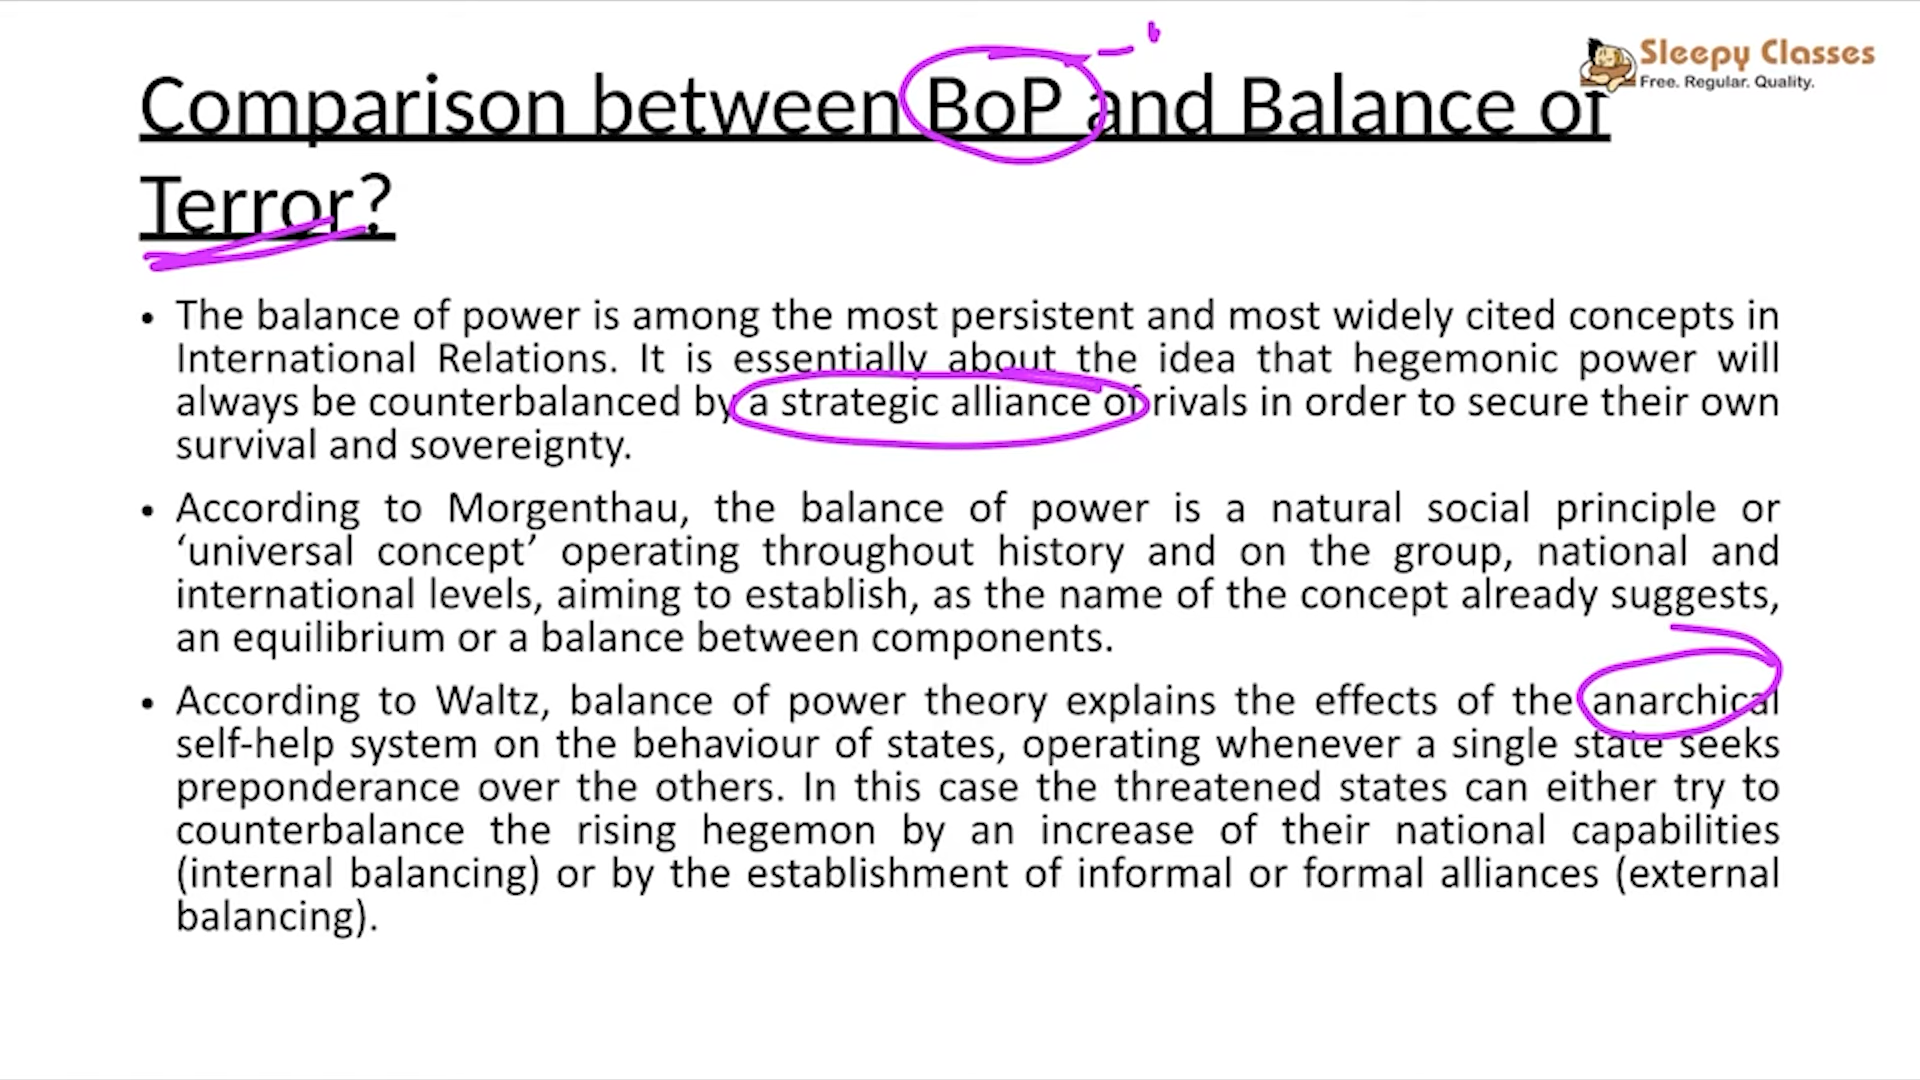 Sleepy Classes
Free. Regular. Quality.
Comparison between BoP and Balance of
Terror?
• The balance of power is among the most persistent and most widely cited concepts in
International Relations. It is essentially about the idea that hegemonic power will
always be counterbalanced by a strategic alliance of rivals in order to secure their own
survival and sovereignty.
• According to Morgenthau, the balance of power is a natural social principle or
‘universal concept’ operating throughout history and on the group, national and
international levels, aiming to establish, as the name of the concept already suggests,
an equilibrium or a balance between components.
• According to Waltz, balance of power theory explains the effects of the anarchical
self-help system on the behaviour of states, operating whenever a single state seeks
preponderance over the others. In this case the threatened states can either try to
counterbalance the rising hegemon by an increase of their national capabilities
(internal balancing) or by the establishment of informal or formal alliances (external
balancing).